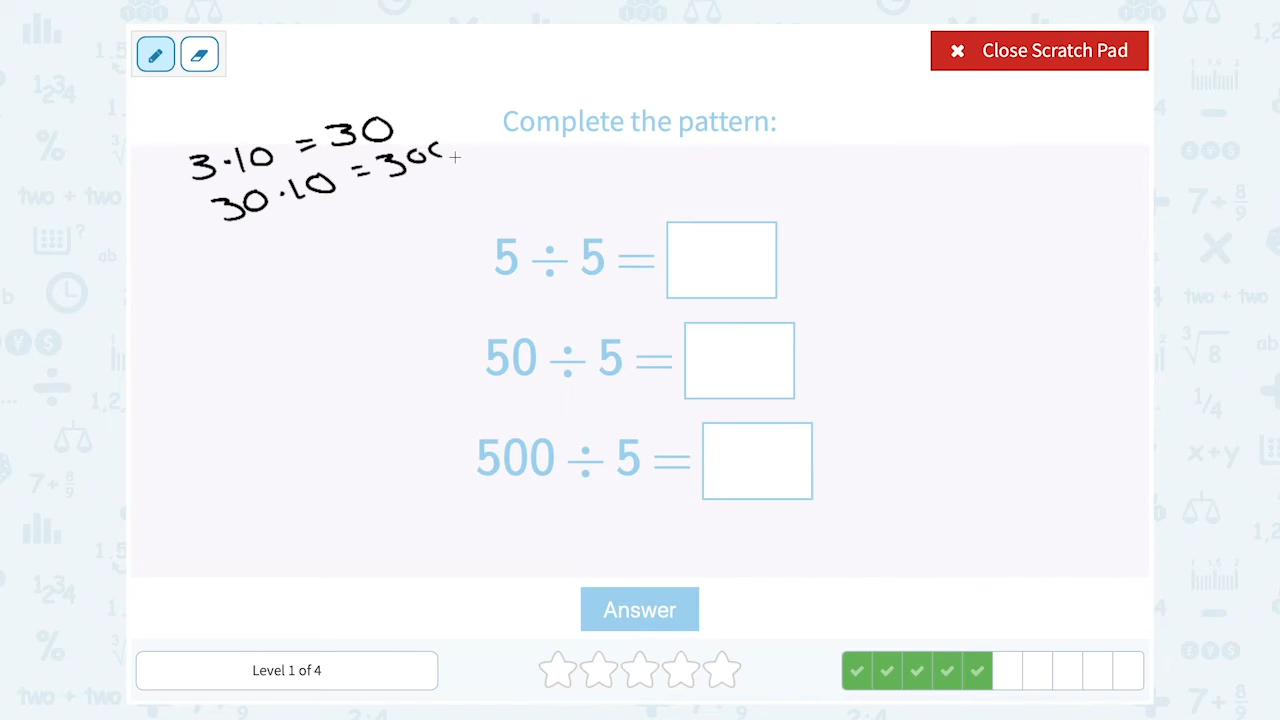 Close Scratch Pad
Complete the pattern:
3·10 = 30
30·10 = 300
5 ÷ 5 =
50 ÷ 5 =
500 ÷ 5 =
Answer
Level 1 of 4